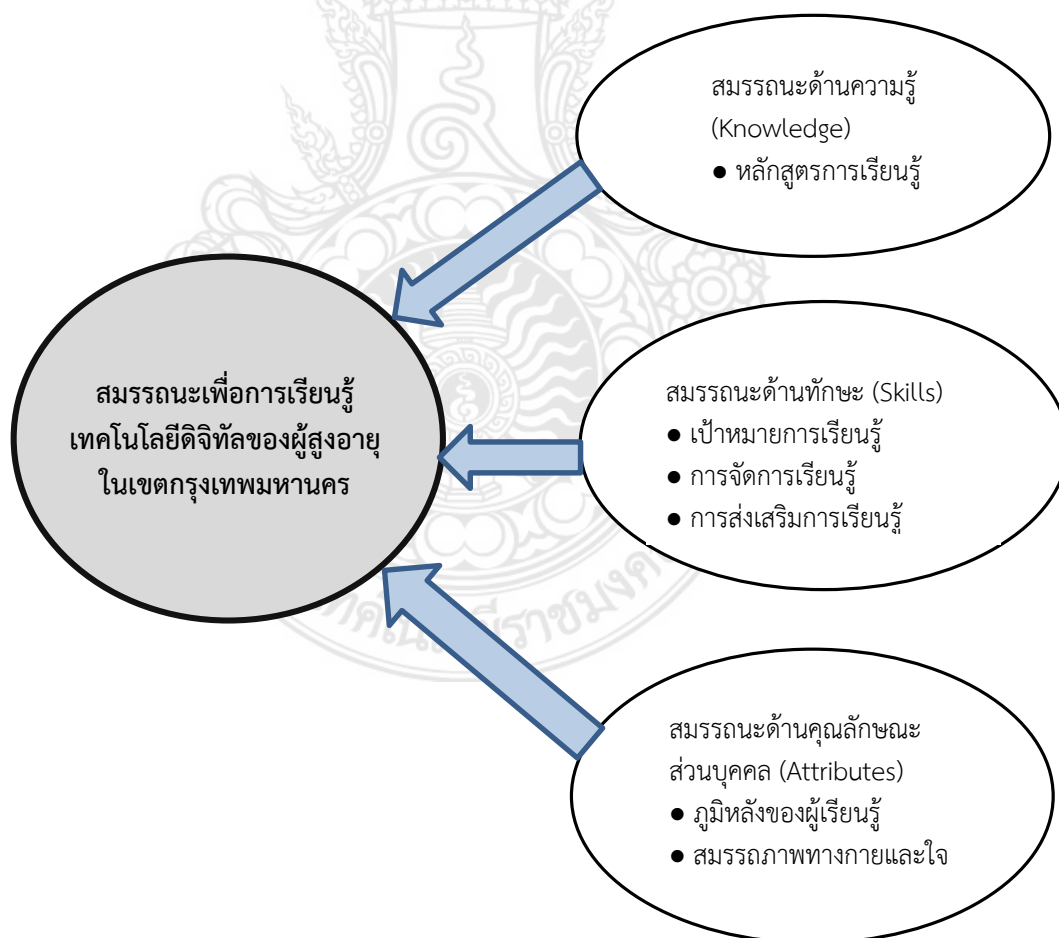 สมรรถนะด้านความรู้
(Knowledge)
● หลักสูตรการเรียนรู้
สมรรถนะเพื่อการเรียนรู้
เทคโนโลยีดิจิทัลของผู้สูงอายุ
ในเขตกรุงเทพมหานคร
สมรรถนะด้านทักษะ (Skills)
● เป้าหมายการเรียนรู้
● การจัดการเรียนรู้
● การส่งเสริมการเรียนรู้
สมรรถนะด้านคุณลักษณะ
ส่วนบุคคล (Attributes)
● ภูมิหลังของผู้เรียนรู้
● สมรรถภาพทางกายและใจ